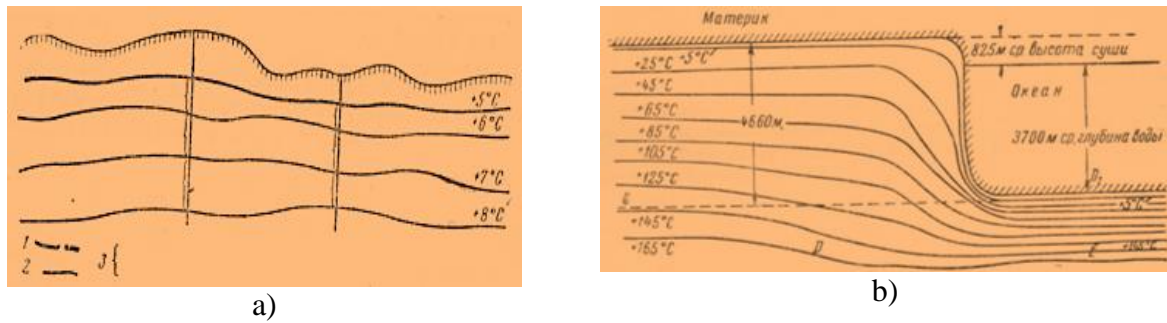 +5°C
+6°C
+7°C
+8°C
1
2
3{
a)
Материк
825м ср высота суши
+5°C
+25°C
Океан
+45°C
+65°C
4660м
+85°C
3700м ср, глубина воды
+105°C
+125°C
+5°C
+145°C
+165°C
D
E
b)